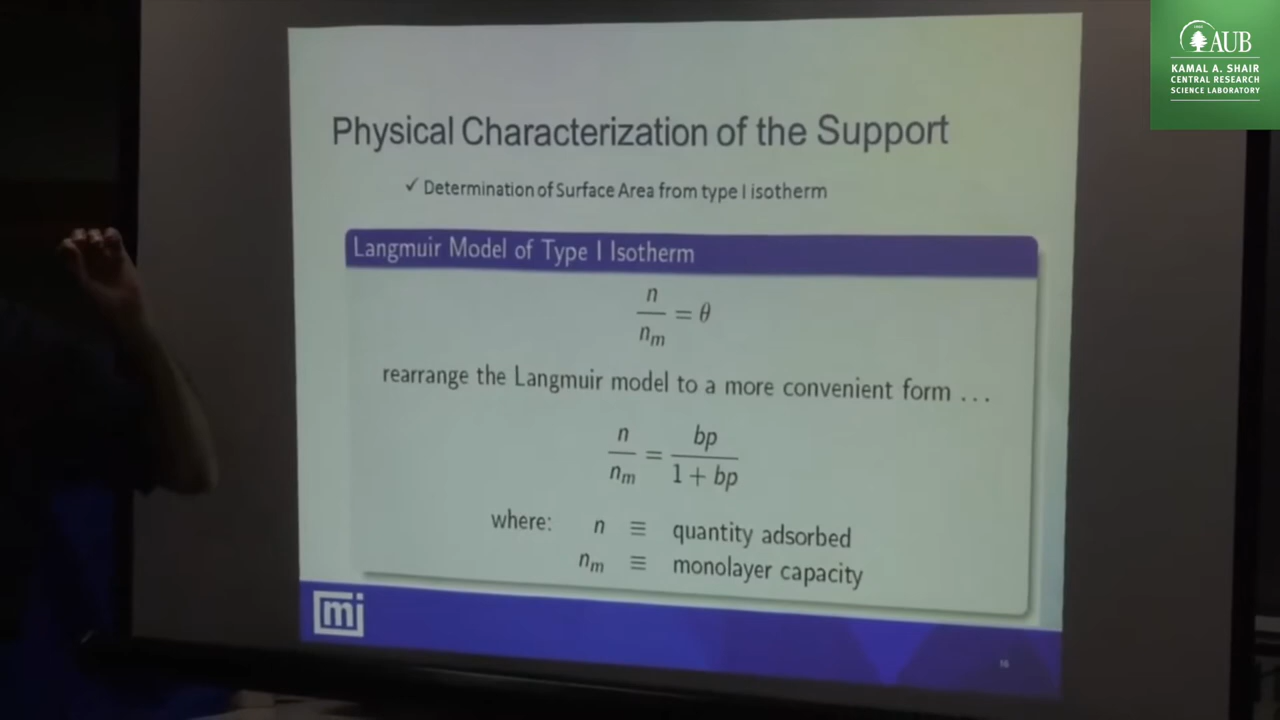 AUB
KAMAL A. SHAIR
CENTRAL RESEARCH
SCIENCE LABORATORY
Physical Characterization of the Support
✓ Determination of Surface Area from type I isotherm
Langmuir Model of Type I Isotherm
n/n_m = θ
rearrange the Langmuir model to a more convenient form ...
n/n_m = bp/(1 + bp)
where: n ≡ quantity adsorbed
n_m ≡ monolayer capacity
mi